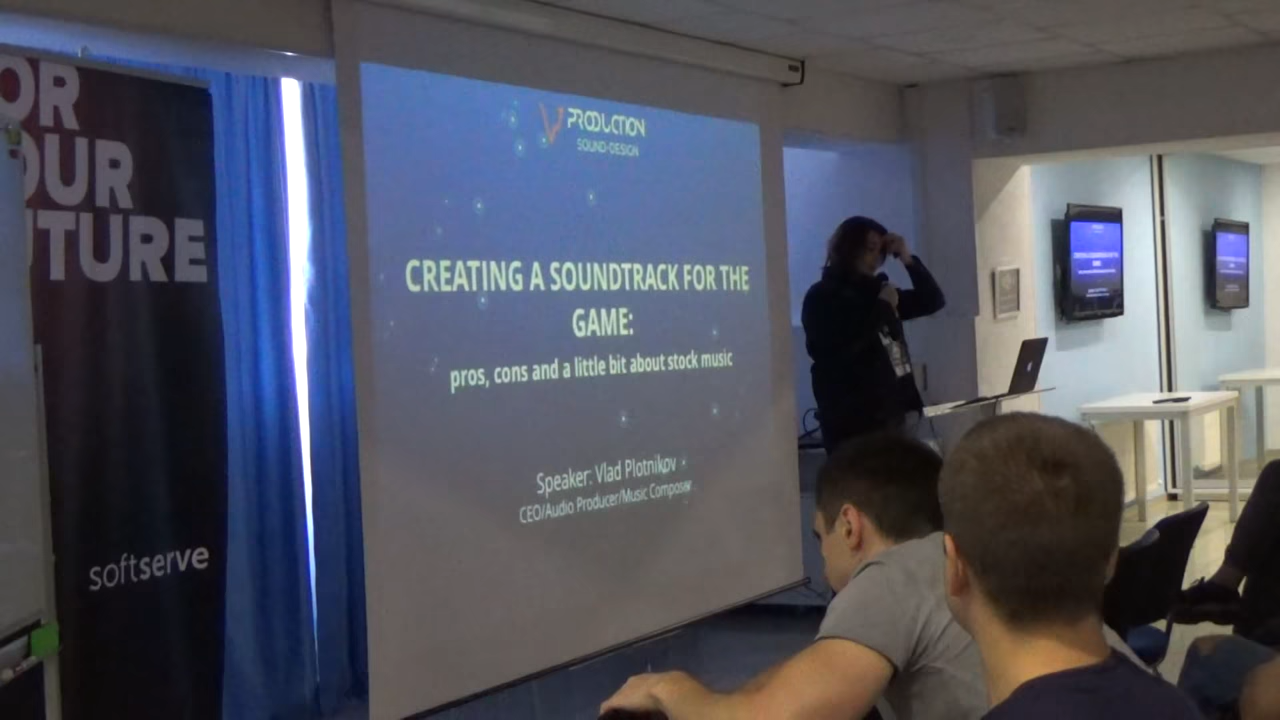 OR
OUR
UTURE
softserve
PRODUCTION
SOUND-DESIGN
CREATING A SOUNDTRACK FOR THE
GAME:
pros, cons and a little bit about stock music
Speaker: Vlad Plotnikov
CEO/Audio Producer/Music Composer